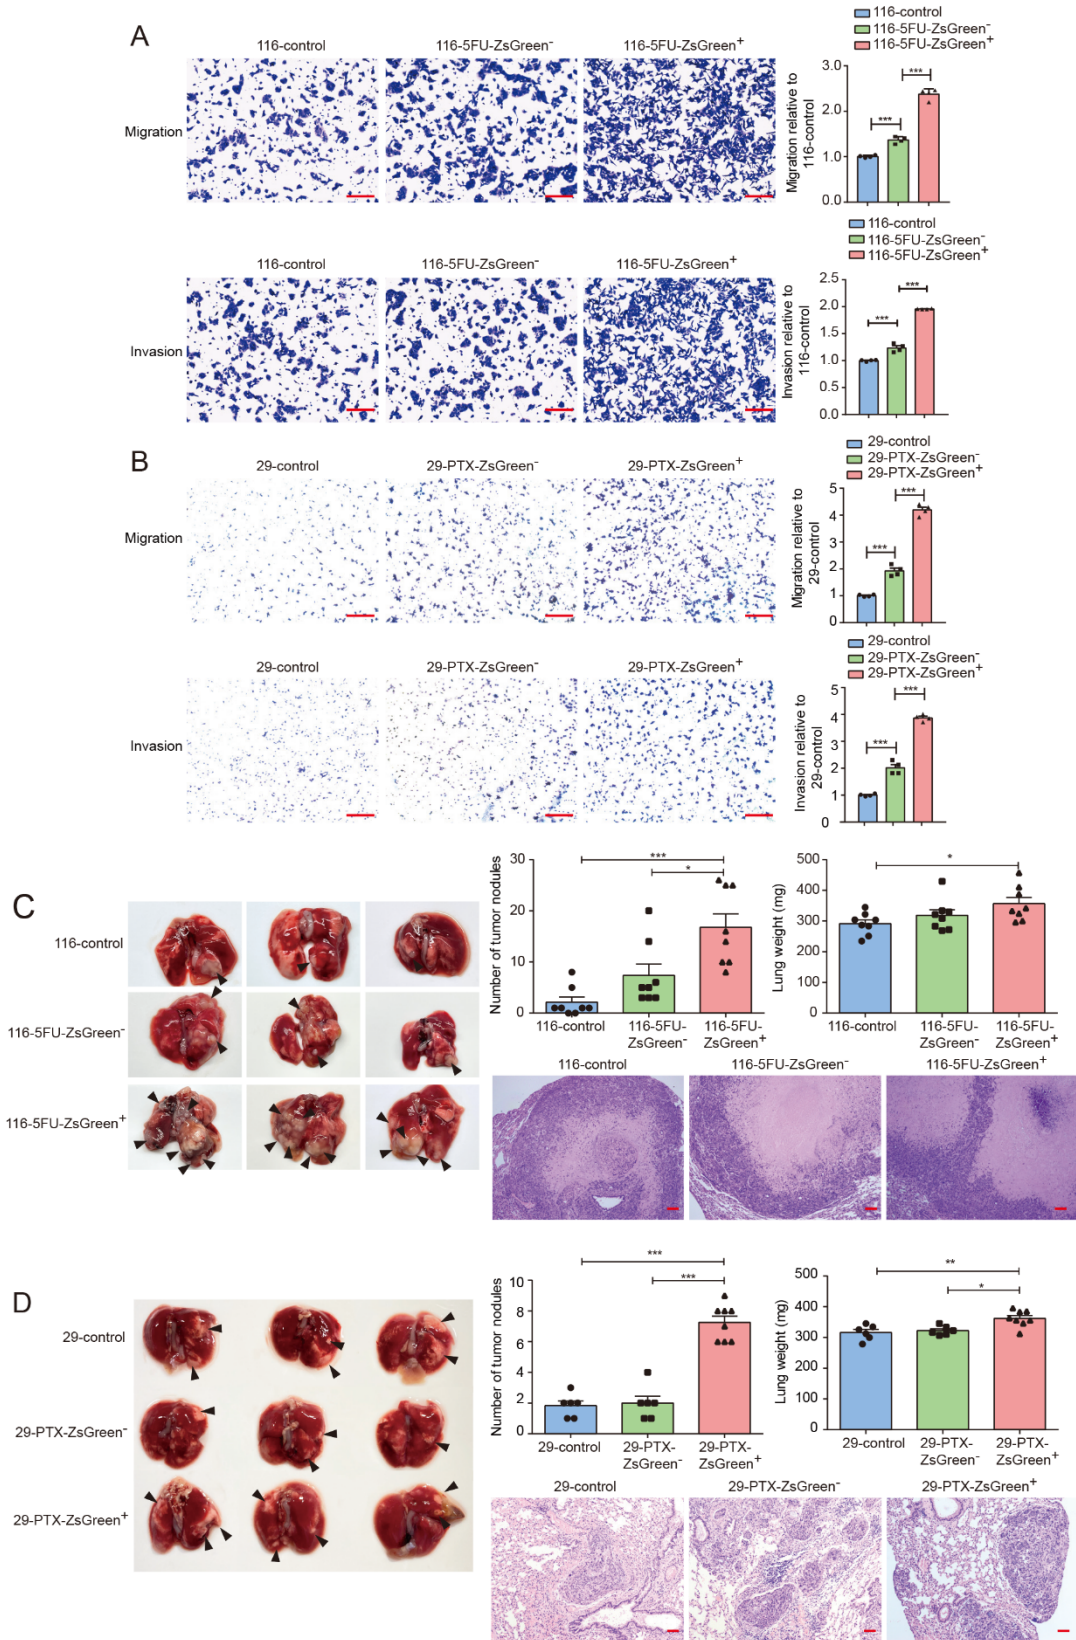 A
116-control
116-5FU-ZsGreen⁻
116-5FU-ZsGreen⁺
Migration
116-control
116-5FU-ZsGreen⁻
116-5FU-ZsGreen⁺
Migration relative to
116-control
3.0
2.0
1.0
0.0
***
***
116-control
116-5FU-ZsGreen⁻
116-5FU-ZsGreen⁺
Invasion
116-control
116-5FU-ZsGreen⁻
116-5FU-ZsGreen⁺
Invasion relative to
116-control
2.5
2.0
1.5
1.0
0.5
0.0
***
***
B
29-control
29-PTX-ZsGreen⁻
29-PTX-ZsGreen⁺
Migration
29-control
29-PTX-ZsGreen⁻
29-PTX-ZsGreen⁺
Migration relative to
29-control
5
4
3
2
1
0
***
***
29-control
29-PTX-ZsGreen⁻
29-PTX-ZsGreen⁺
Invasion
29-control
29-PTX-ZsGreen⁻
29-PTX-ZsGreen⁺
Invasion relative to
29-control
5
4
3
2
1
0
***
***
C
116-control
116-5FU-ZsGreen⁻
116-5FU-ZsGreen⁺
Number of tumor nodules
30
20
10
0
***
*
116-control
116-5FU-
ZsGreen⁻
116-5FU-
ZsGreen⁺
Lung weight (mg)
500
400
300
200
100
0
*
116-control
116-5FU-
ZsGreen⁻
116-5FU-
ZsGreen⁺
116-control
116-5FU-ZsGreen⁻
116-5FU-ZsGreen⁺
D
29-control
29-PTX-ZsGreen⁻
29-PTX-ZsGreen⁺
Number of tumor nodules
10
8
6
4
2
0
***
***
29-control
29-PTX-
ZsGreen⁻
29-PTX-
ZsGreen⁺
Lung weight (mg)
500
400
300
200
100
0
**
*
29-control
29-PTX-
ZsGreen⁻
29-PTX-
ZsGreen⁺
29-control
29-PTX-ZsGreen⁻
29-PTX-ZsGreen⁺